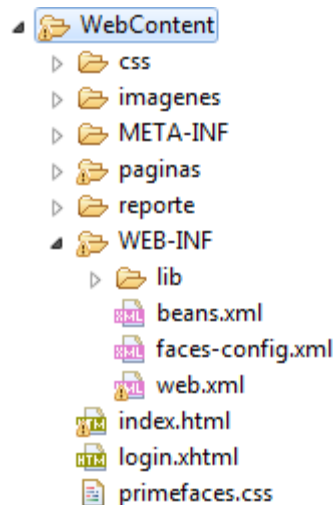 WebContent
css
imagenes
META-INF
paginas
reporte
WEB-INF
lib
beans.xml
faces-config.xml
web.xml
index.html
login.xhtml
primefaces.css